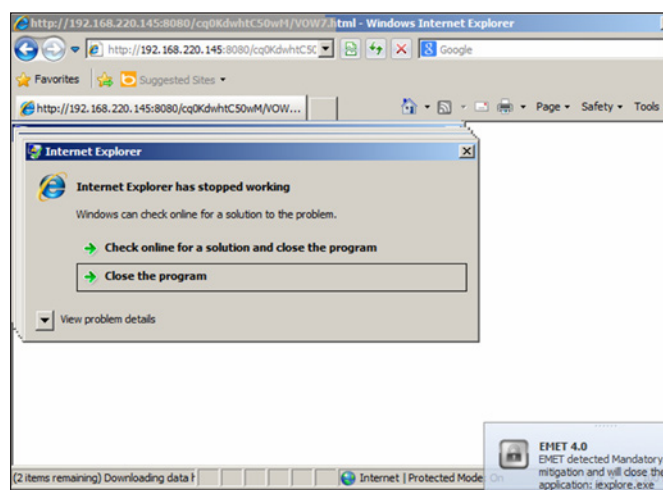 http://192.168.220.145:8080/cq0KdwhtC50wM/VOW7.html - Windows Internet Explorer
http://192.168.220.145:8080/cq0KdwhtC5C
Google
Favorites
Suggested Sites
http://192.168.220.145:8080/cq0KdwhtC50wM/VOW...
Page
Safety
Tools
Internet Explorer
Internet Explorer has stopped working
Windows can check online for a solution to the problem.
Check online for a solution and close the program
Close the program
View problem details
EMET 4.0
EMET detected Mandatory
mitigation and will close the
application: iexplore.exe
(2 items remaining) Downloading data f
Internet | Protected Mode: On